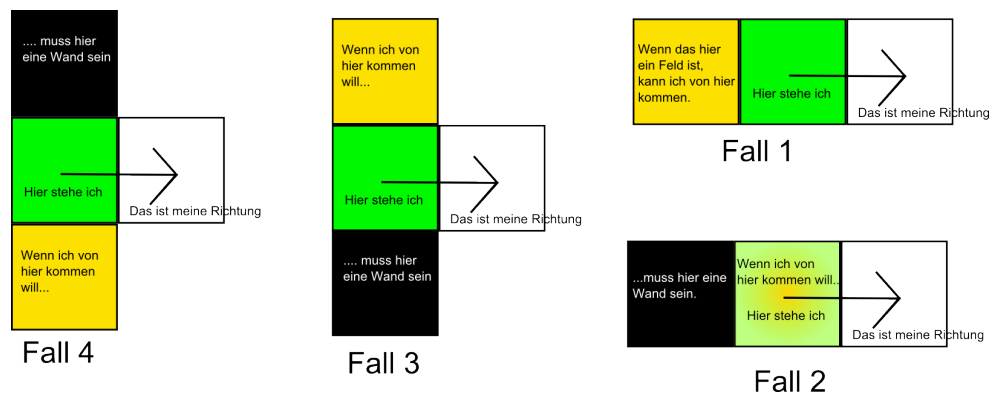 .... muss hier
eine Wand sein
Hier stehe ich
Das ist meine Richtung
Wenn ich von
hier kommen
will...
Fall 4
Wenn ich von
hier kommen
will...
Hier stehe ich
Das ist meine Richtung
.... muss hier
eine Wand sein
Fall 3
Wenn das hier
ein Feld ist,
kann ich von hier
kommen.
Hier stehe ich
Das ist meine Richtung
Fall 1
...muss hier eine
Wand sein.
Wenn ich von
hier kommen will..
Hier stehe ich
Das ist meine Richtung
Fall 2